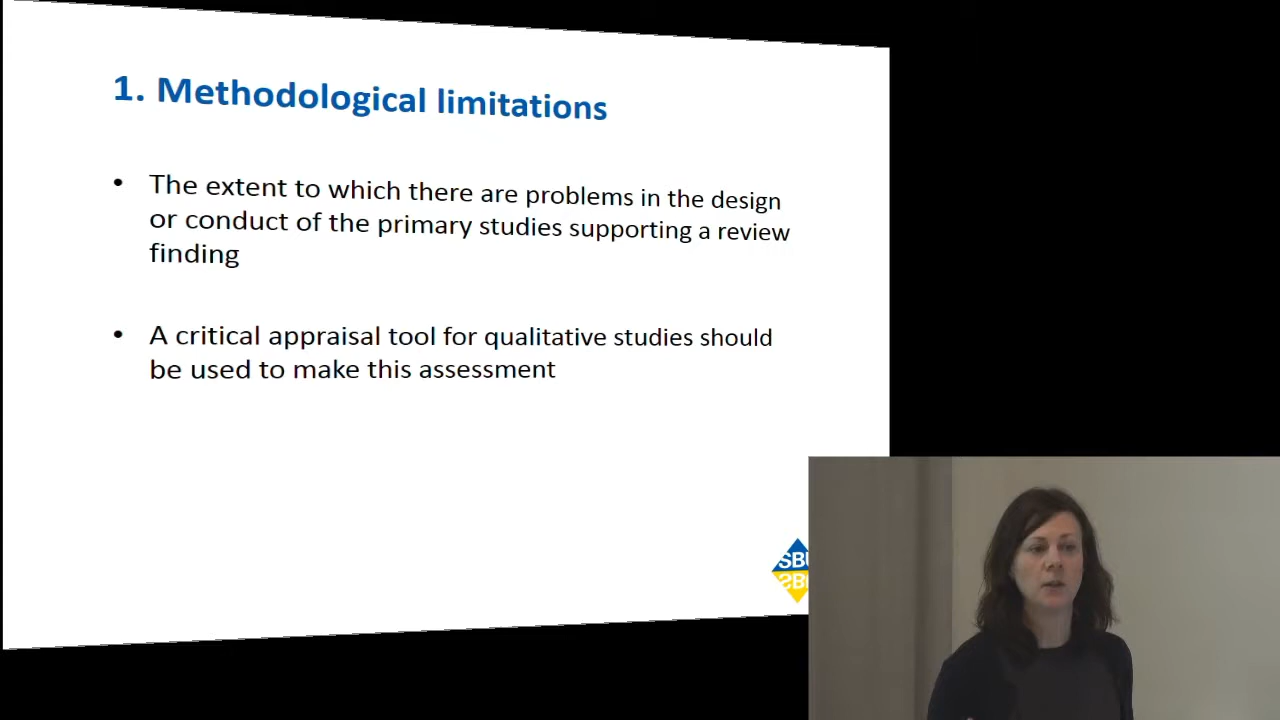 1. Methodological limitations
• The extent to which there are problems in the design
or conduct of the primary studies supporting a review
finding
• A critical appraisal tool for qualitative studies should
be used to make this assessment
SBU